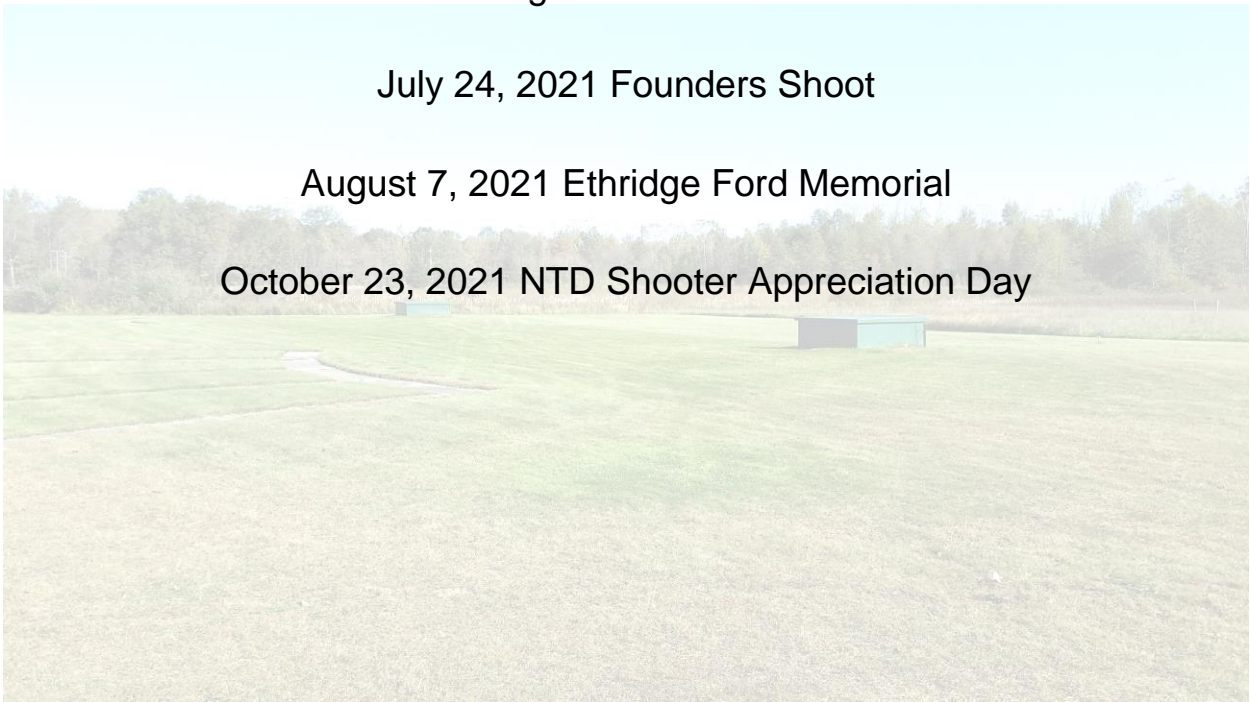 July 24, 2021 Founders Shoot
August 7, 2021 Ethridge Ford Memorial
October 23, 2021 NTD Shooter Appreciation Day